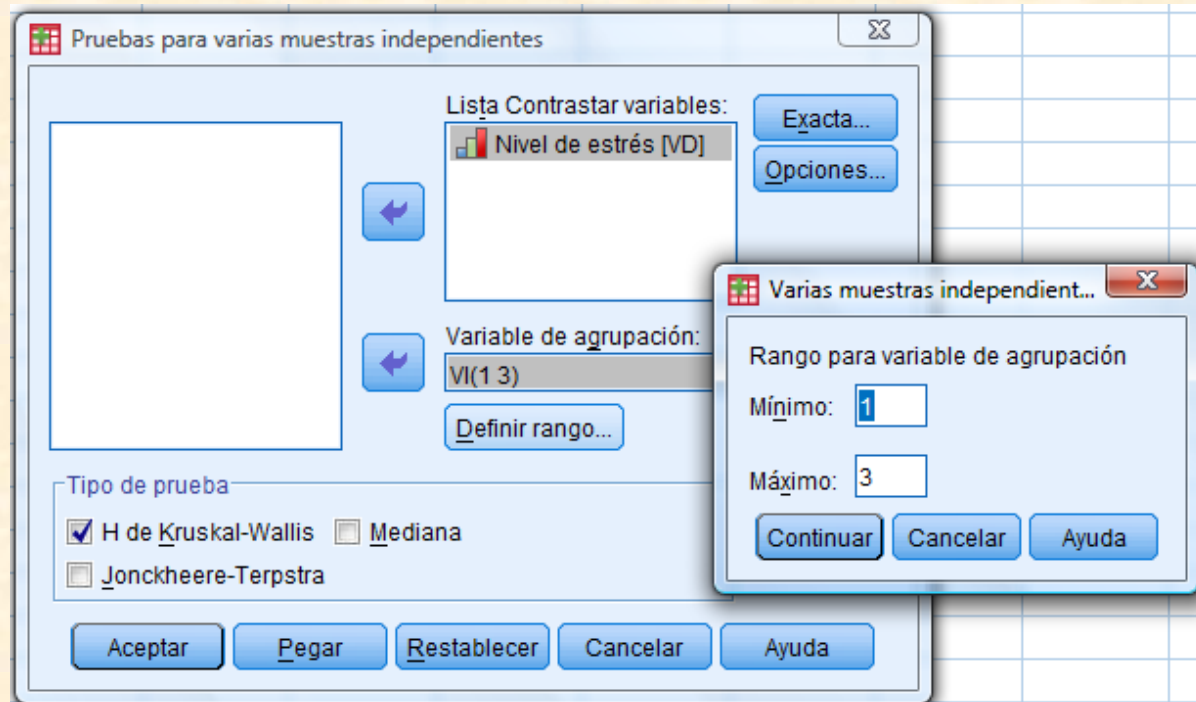 Pruebas para varias muestras independientes
Lista Contrastar variables:
Nivel de estrés [VD]
Exacta...
Opciones...
Variable de agrupación:
VI(1 3)
Definir rango...
Tipo de prueba
H de Kruskal-Wallis Mediana
Jonckheere-Terpstra
Aceptar Pegar Restablecer Cancelar Ayuda
Varias muestras independient...
Rango para variable de agrupación
Mínimo: 1
Máximo: 3
Continuar Cancelar Ayuda